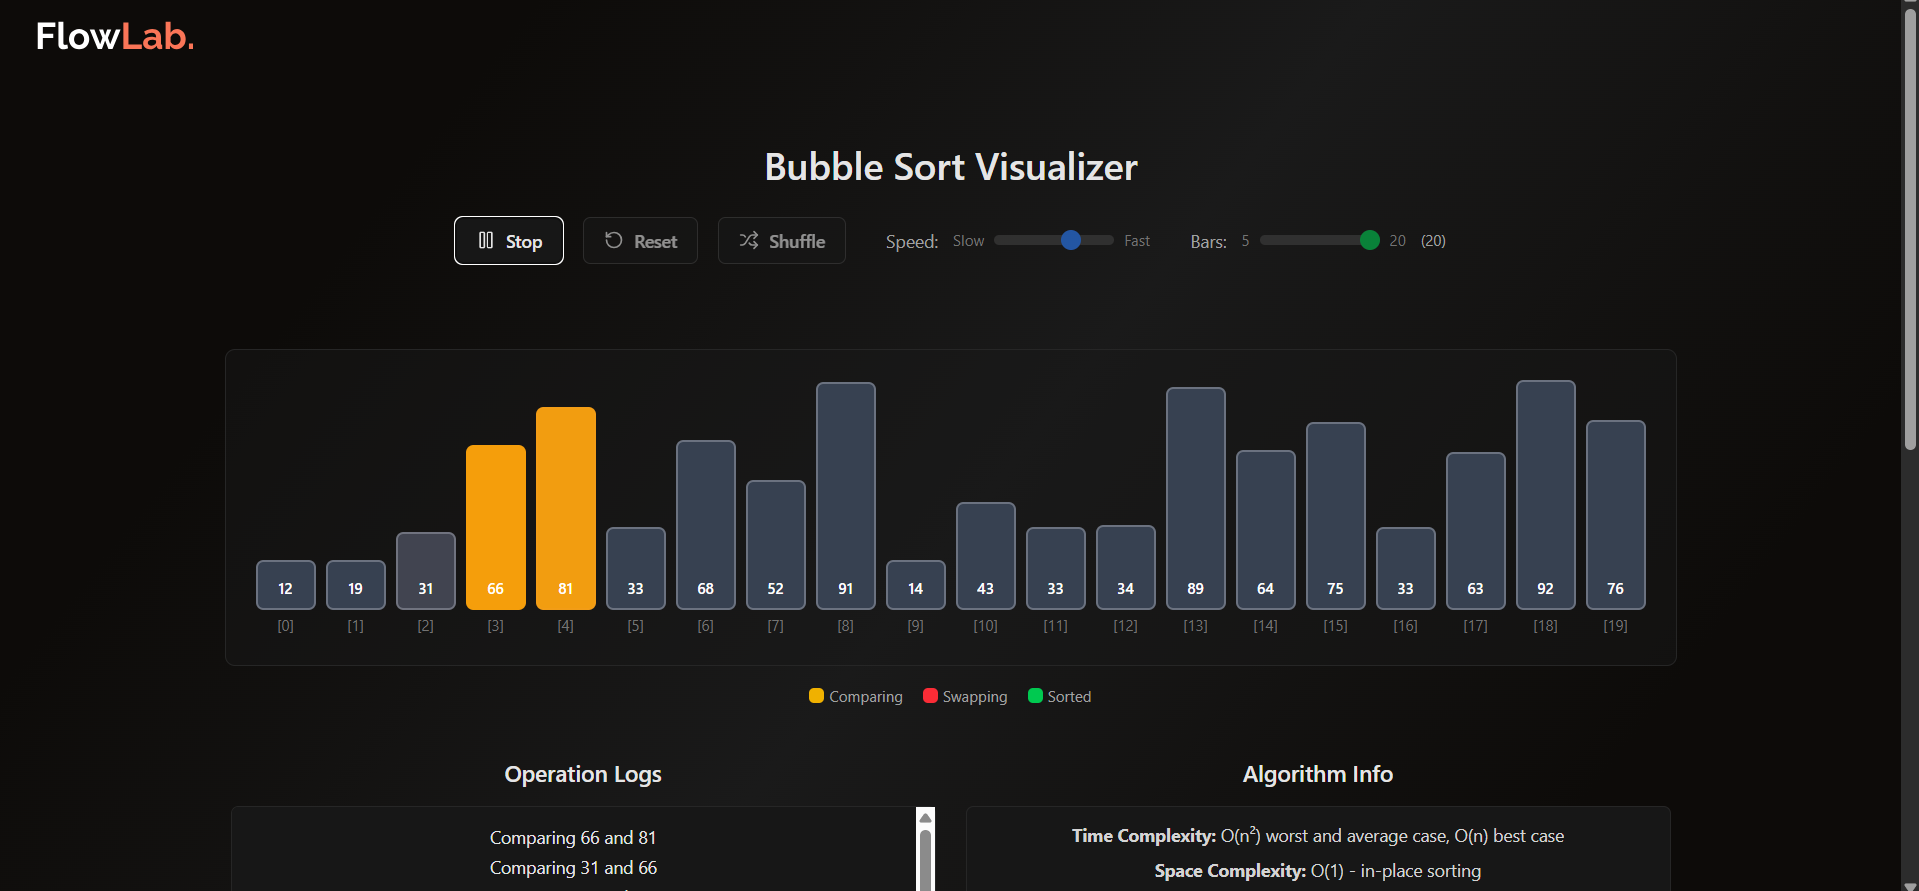 FlowLab.
Bubble Sort Visualizer
Stop Reset Shuffle Speed: Slow Fast Bars: 5 20 (20)
12 19 31 66 81 33 68 52 91 14 43 33 34 89 64 75 33 63 92 76
[0] [1] [2] [3] [4] [5] [6] [7] [8] [9] [10] [11] [12] [13] [14] [15] [16] [17] [18] [19]
Comparing Swapping Sorted
Operation Logs
Comparing 66 and 81
Comparing 31 and 66
Algorithm Info
Time Complexity: O(n²) worst and average case, O(n) best case
Space Complexity: O(1) - in-place sorting